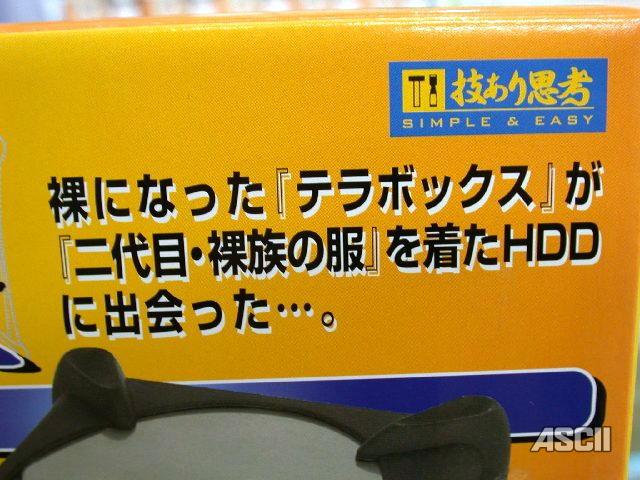 技あり思考
SIMPLE & EASY
裸になった『テラボックス』が
『二代目・裸族の服』を着たHDD
に出会った…。
ASCII